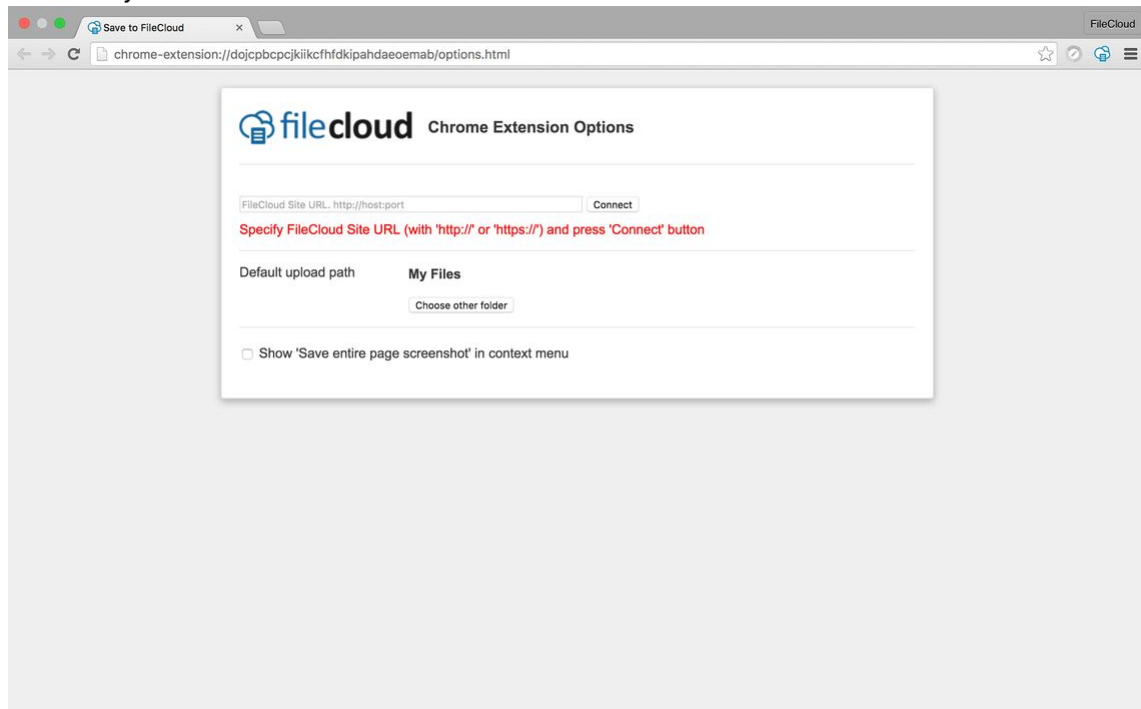 Save to FileCloud
FileCloud
chrome-extension://dojcpbcpcjkiikcfhfdkipahdaeoemab/options.html
filecloud Chrome Extension Options
FileCloud Site URL. http://host:port Connect
Specify FileCloud Site URL (with 'http://' or 'https://') and press 'Connect' button
Default upload path My Files
Choose other folder
Show 'Save entire page screenshot' in context menu